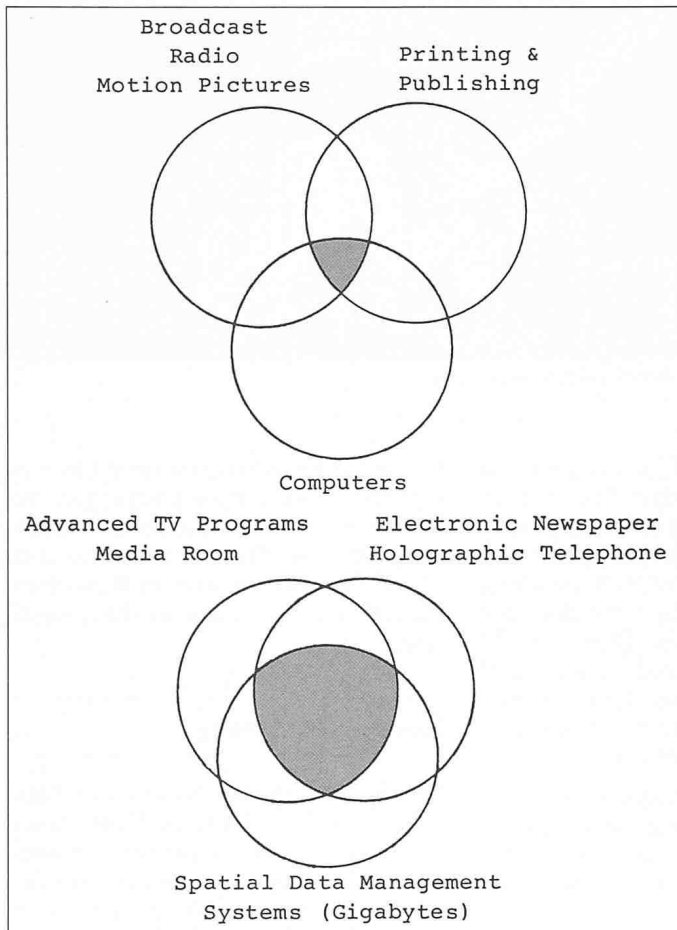 Broadcast
Radio
Motion Pictures
Printing &
Publishing
Computers
Advanced TV Programs
Media Room
Electronic Newspaper
Holographic Telephone
Spatial Data Management
Systems (Gigabytes)